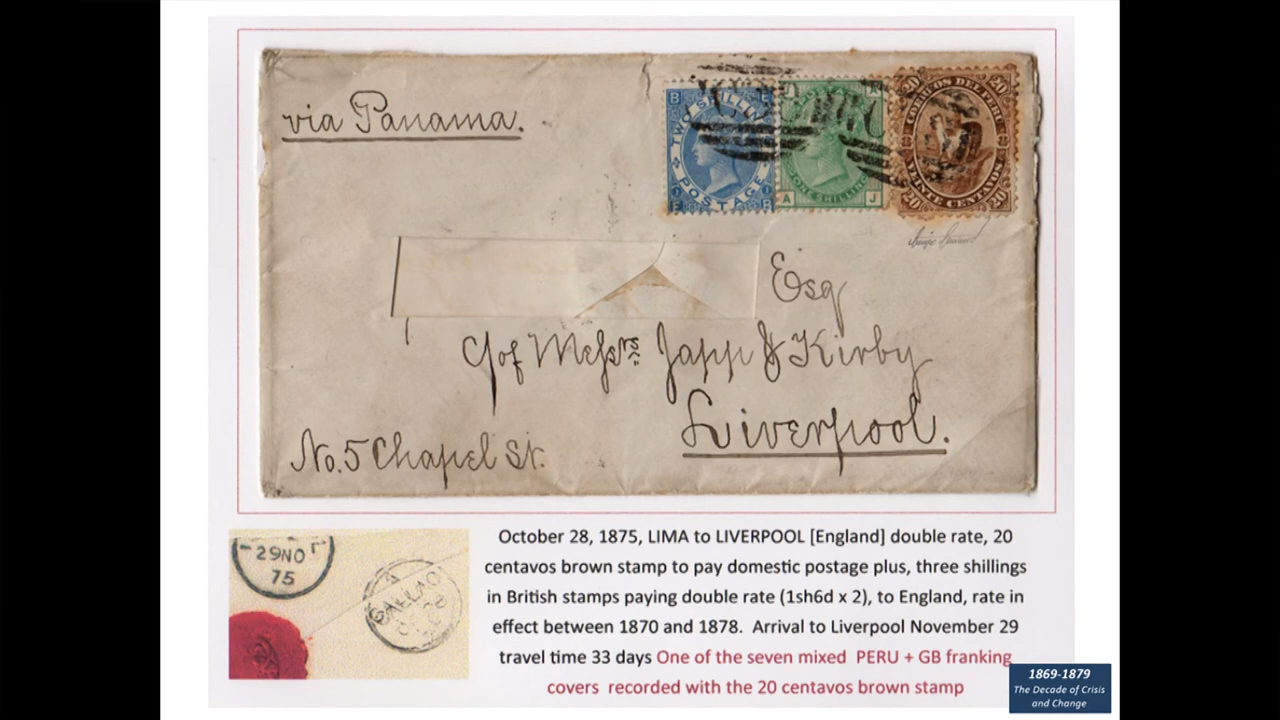 via Panama.
B E
TWO SHILLIN
POSTAGE
E B
A J
ONE SHILLING
20 20
CORREOS DEL PERU
VEINTE CENTAVOS
20 20
Esq
C/of Messrs Japp & Kirby
Liverpool.
No. 5 Chapel St.
29 NO
75
CALLAO
October 28, 1875, LIMA to LIVERPOOL [England] double rate, 20
centavos brown stamp to pay domestic postage plus, three shillings
in British stamps paying double rate (1sh6d x 2), to England, rate in
effect between 1870 and 1878. Arrival to Liverpool November 29
travel time 33 days One of the seven mixed PERU + GB franking
covers recorded with the 20 centavos brown stamp
1869-1879
The Decade of Crisis
and Change